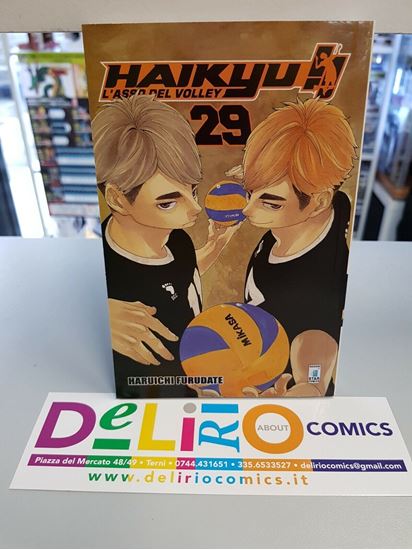 HAIKYU!!
L'ASSO DEL VOLLEY
29
MIKASA
HARUICHI FURUDATE
STAR
DeLiRiO ABOUT COMICS
Piazza del Mercato 48/49 • Terni • 0744.431651 • 335.6533527 • deliriocomics@gmail.com
www.deliriocomics.it